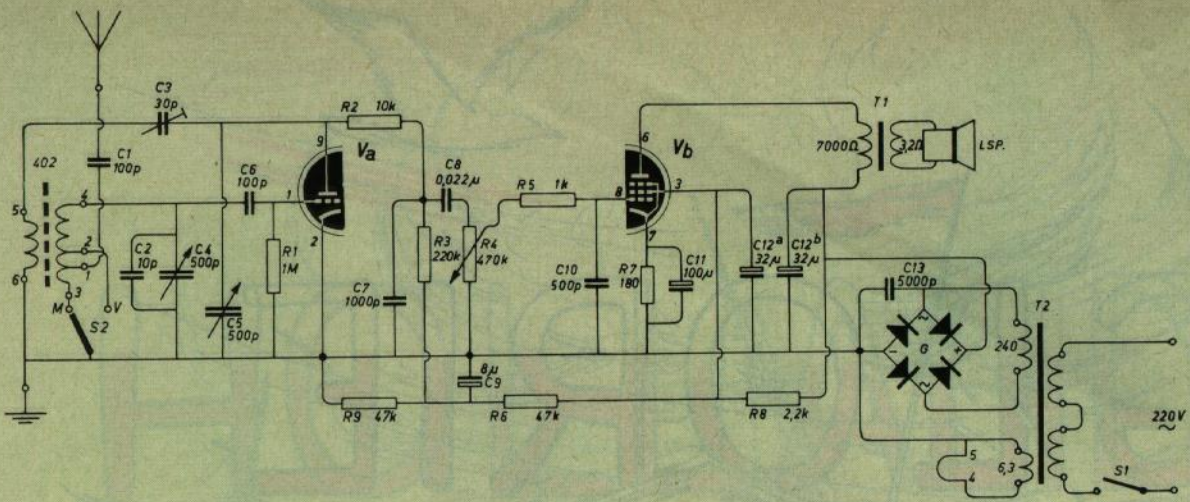 C3
30p
402
C1
100p
5
6
4
2
1
3
M
V
S2
C2
10p
C4
500p
C5
500p
C6
100p
R1
1M
1
9
2
Va
R2 10k
C7
1000p
C8
0,022µ
R3
220k
R4
470k
8µ
C9
R9 47k
R6 47k
R5 1k
C10
500p
Vb
6
8
3
7
R7
180
C11
100µ
C12a
32µ
C12b
32µ
R8 2,2k
T1
7000Ω
3,2Ω
LSP.
C13
5000p
~
-
G
+
~
T2
240
5
4
6,3
220V
~
S1